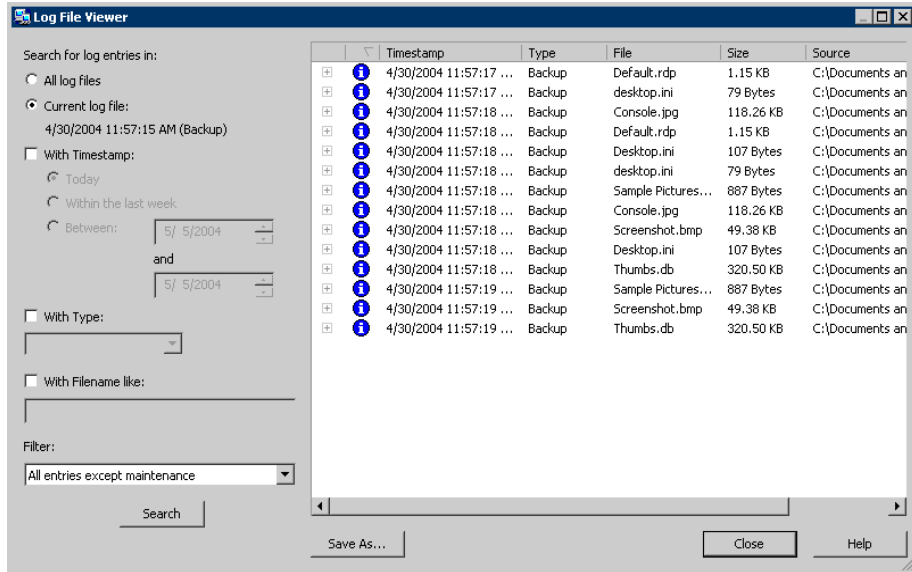 Log File Viewer
Search for log entries in:
All log files
Current log file:
4/30/2004 11:57:15 AM (Backup)
With Timestamp:
Today
Within the last week
Between:
5/ 5/2004
and
5/ 5/2004
With Type:
With Filename like:
Filter:
All entries except maintenance
Search
Timestamp Type File Size Source
4/30/2004 11:57:17 ... Backup Default.rdp 1.15 KB C:\Documents an
4/30/2004 11:57:17 ... Backup desktop.ini 79 Bytes C:\Documents an
4/30/2004 11:57:18 ... Backup Console.jpg 118.26 KB C:\Documents an
4/30/2004 11:57:18 ... Backup Default.rdp 1.15 KB C:\Documents an
4/30/2004 11:57:18 ... Backup Desktop.ini 107 Bytes C:\Documents an
4/30/2004 11:57:18 ... Backup desktop.ini 79 Bytes C:\Documents an
4/30/2004 11:57:18 ... Backup Sample Pictures... 887 Bytes C:\Documents an
4/30/2004 11:57:18 ... Backup Console.jpg 118.26 KB C:\Documents an
4/30/2004 11:57:18 ... Backup Screenshot.bmp 49.38 KB C:\Documents an
4/30/2004 11:57:18 ... Backup Desktop.ini 107 Bytes C:\Documents an
4/30/2004 11:57:18 ... Backup Thumbs.db 320.50 KB C:\Documents an
4/30/2004 11:57:19 ... Backup Sample Pictures... 887 Bytes C:\Documents an
4/30/2004 11:57:19 ... Backup Screenshot.bmp 49.38 KB C:\Documents an
4/30/2004 11:57:19 ... Backup Thumbs.db 320.50 KB C:\Documents an
Save As... Close Help